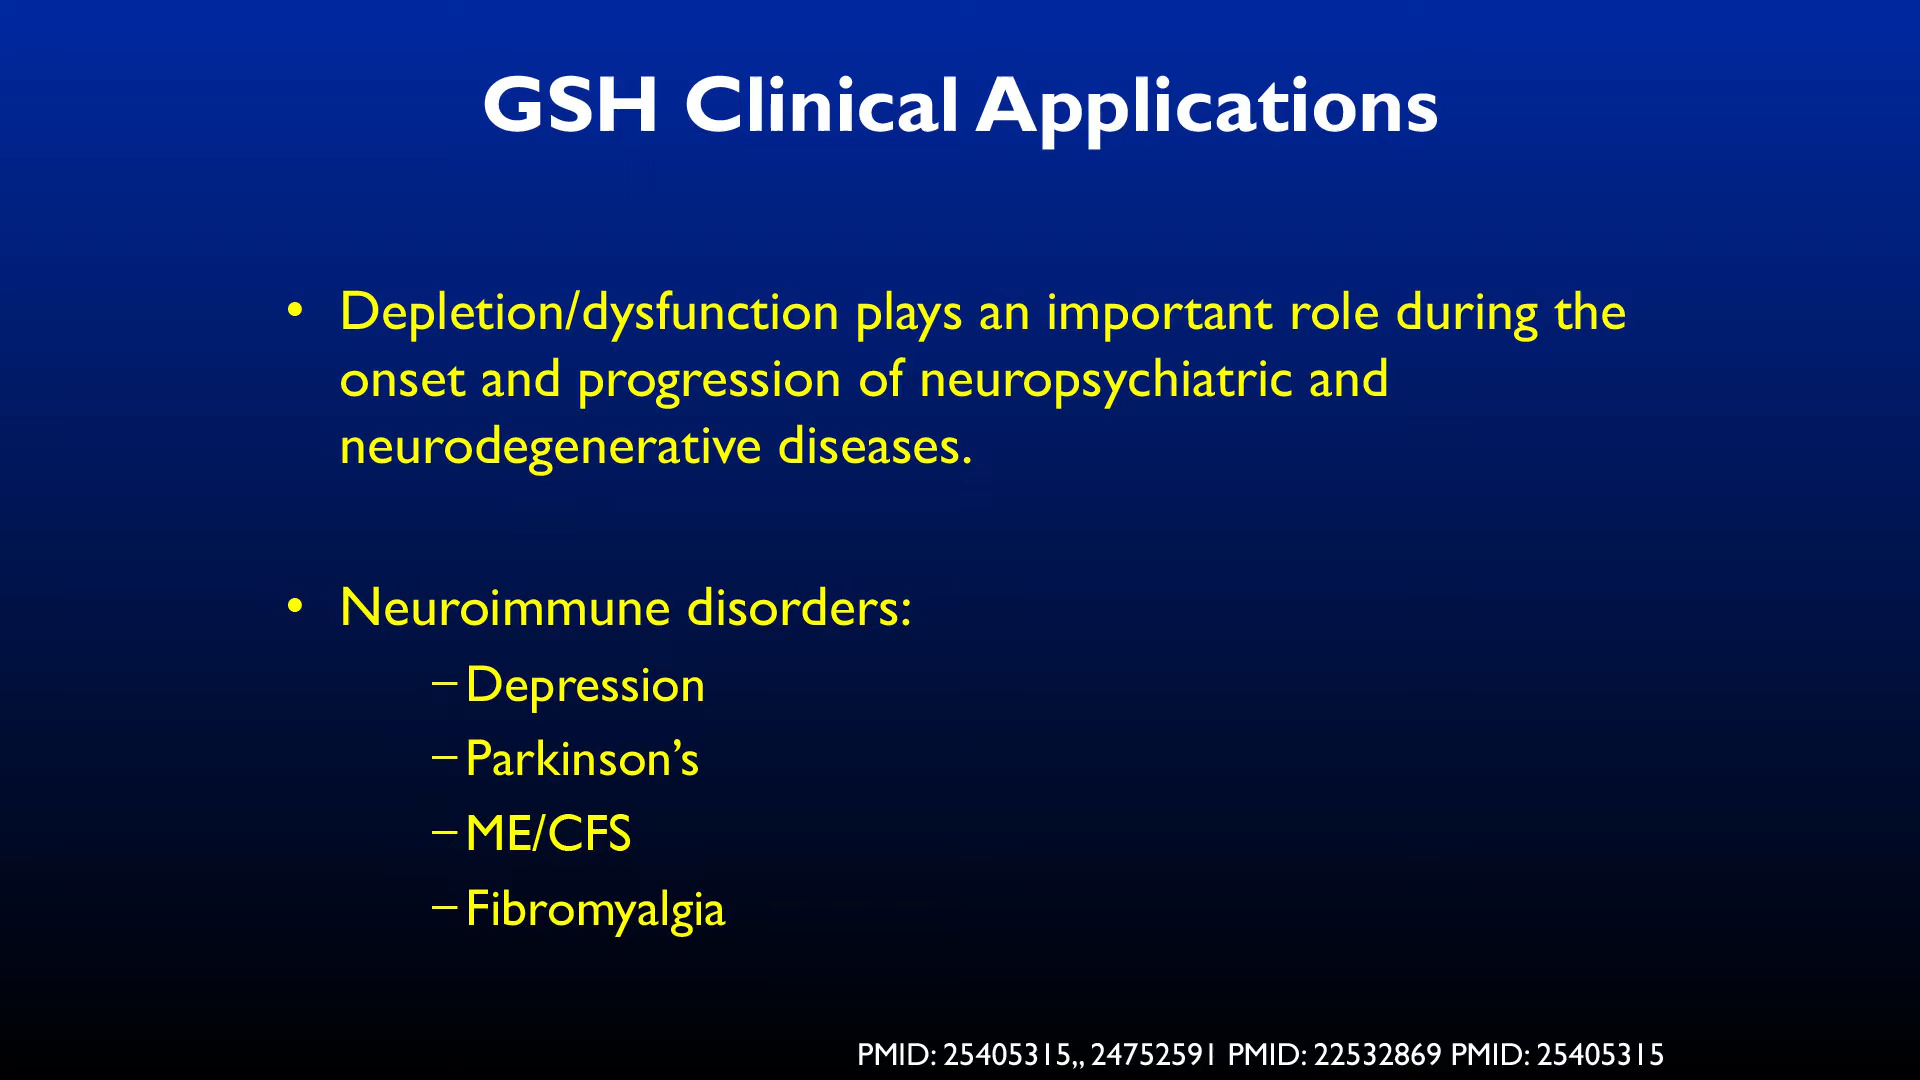 GSH Clinical Applications
• Depletion/dysfunction plays an important role during the
onset and progression of neuropsychiatric and
neurodegenerative diseases.
• Neuroimmune disorders:
– Depression
– Parkinson’s
– ME/CFS
– Fibromyalgia
PMID: 25405315,, 24752591 PMID: 22532869 PMID: 25405315